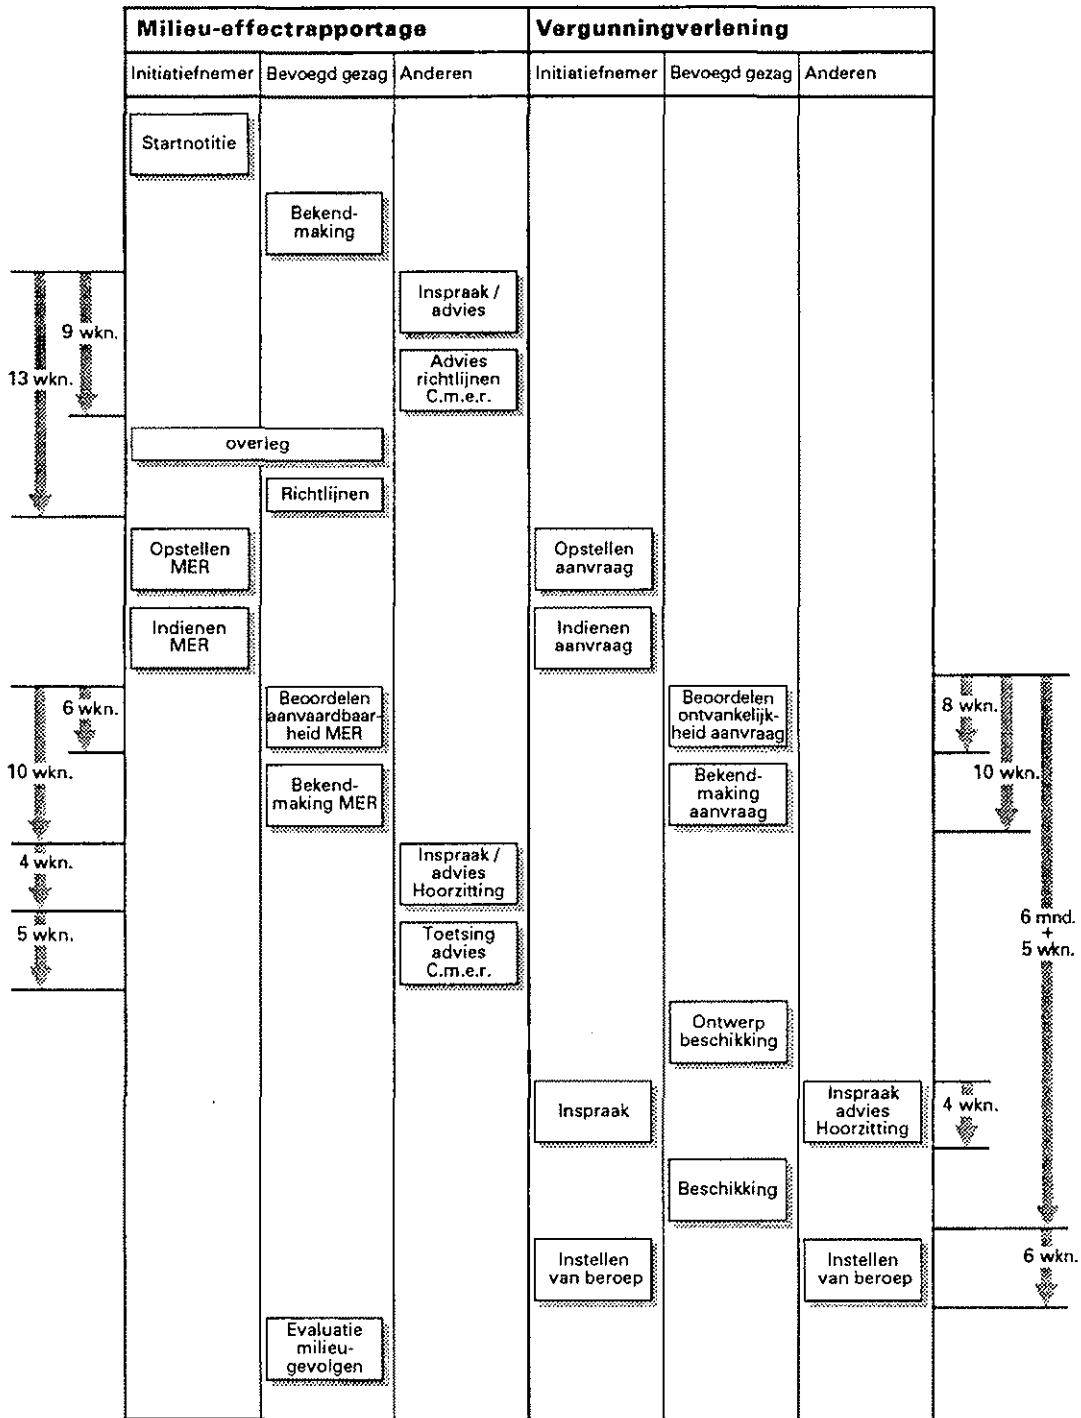 Milieu-effectrapportage
Vergunningverlening
Initiatiefnemer
Bevoegd gezag
Anderen
Initiatiefnemer
Bevoegd gezag
Anderen
Startnotitie
Bekend-
making
Inspraak /
advies
9 wkn.
13 wkn.
Advies
richtlijnen
C.m.e.r.
overleg
Richtlijnen
Opstellen
MER
Opstellen
aanvraag
Indienen
MER
Indienen
aanvraag
6 wkn.
Beoordelen
aanvaardbaar-
heid MER
Beoordelen
ontvankelijk-
heid aanvraag
8 wkn.
10 wkn.
Bekend-
making MER
Bekend-
making
aanvraag
10 wkn.
4 wkn.
Inspraak /
advies
Hoorzitting
5 wkn.
Toetsing
advies
C.m.e.r.
6 mnd.
+
5 wkn.
Ontwerp
beschikking
Inspraak
Inspraak
advies
Hoorzitting
4 wkn.
Beschikking
Instellen
van beroep
Instellen
van beroep
6 wkn.
Evaluatie
milieu-
gevolgen